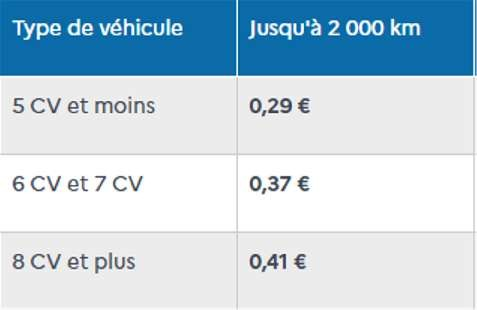 Type de véhicule Jusqu'à 2 000 km
5 CV et moins 0,29 €
6 CV et 7 CV 0,37 €
8 CV et plus 0,41 €